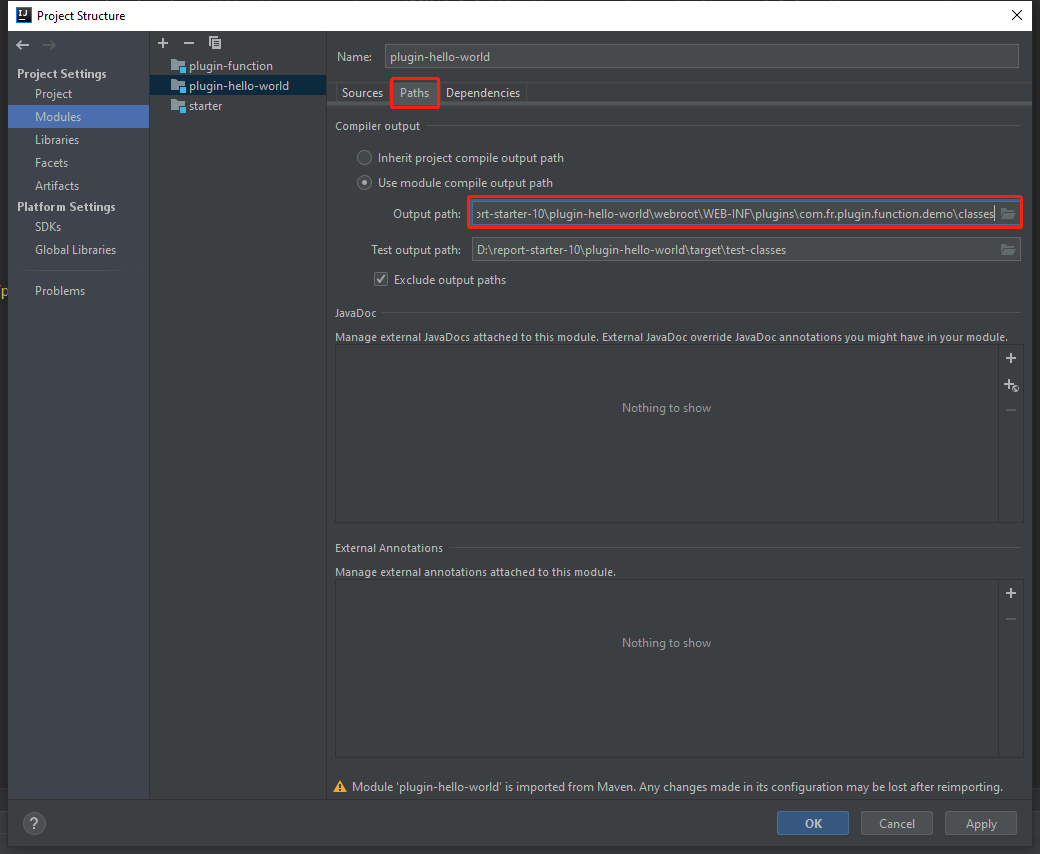 Project Structure
Project Settings
Project
Modules
Libraries
Facets
Artifacts
Platform Settings
SDKs
Global Libraries
Problems
plugin-function
plugin-hello-world
starter
Name: plugin-hello-world
Sources Paths Dependencies
Compiler output
Inherit project compile output path
Use module compile output path
Output path: ort-starter-10\plugin-hello-world\webroot\WEB-INF\plugins\com.fr.plugin.function.demo\classes
Test output path: D:\report-starter-10\plugin-hello-world\target\test-classes
Exclude output paths
JavaDoc
Manage external JavaDocs attached to this module. External JavaDoc override JavaDoc annotations you might have in your module.
Nothing to show
External Annotations
Manage external annotations attached to this module.
Nothing to show
Module 'plugin-hello-world' is imported from Maven. Any changes made in its configuration may be lost after reimporting.
? OK Cancel Apply